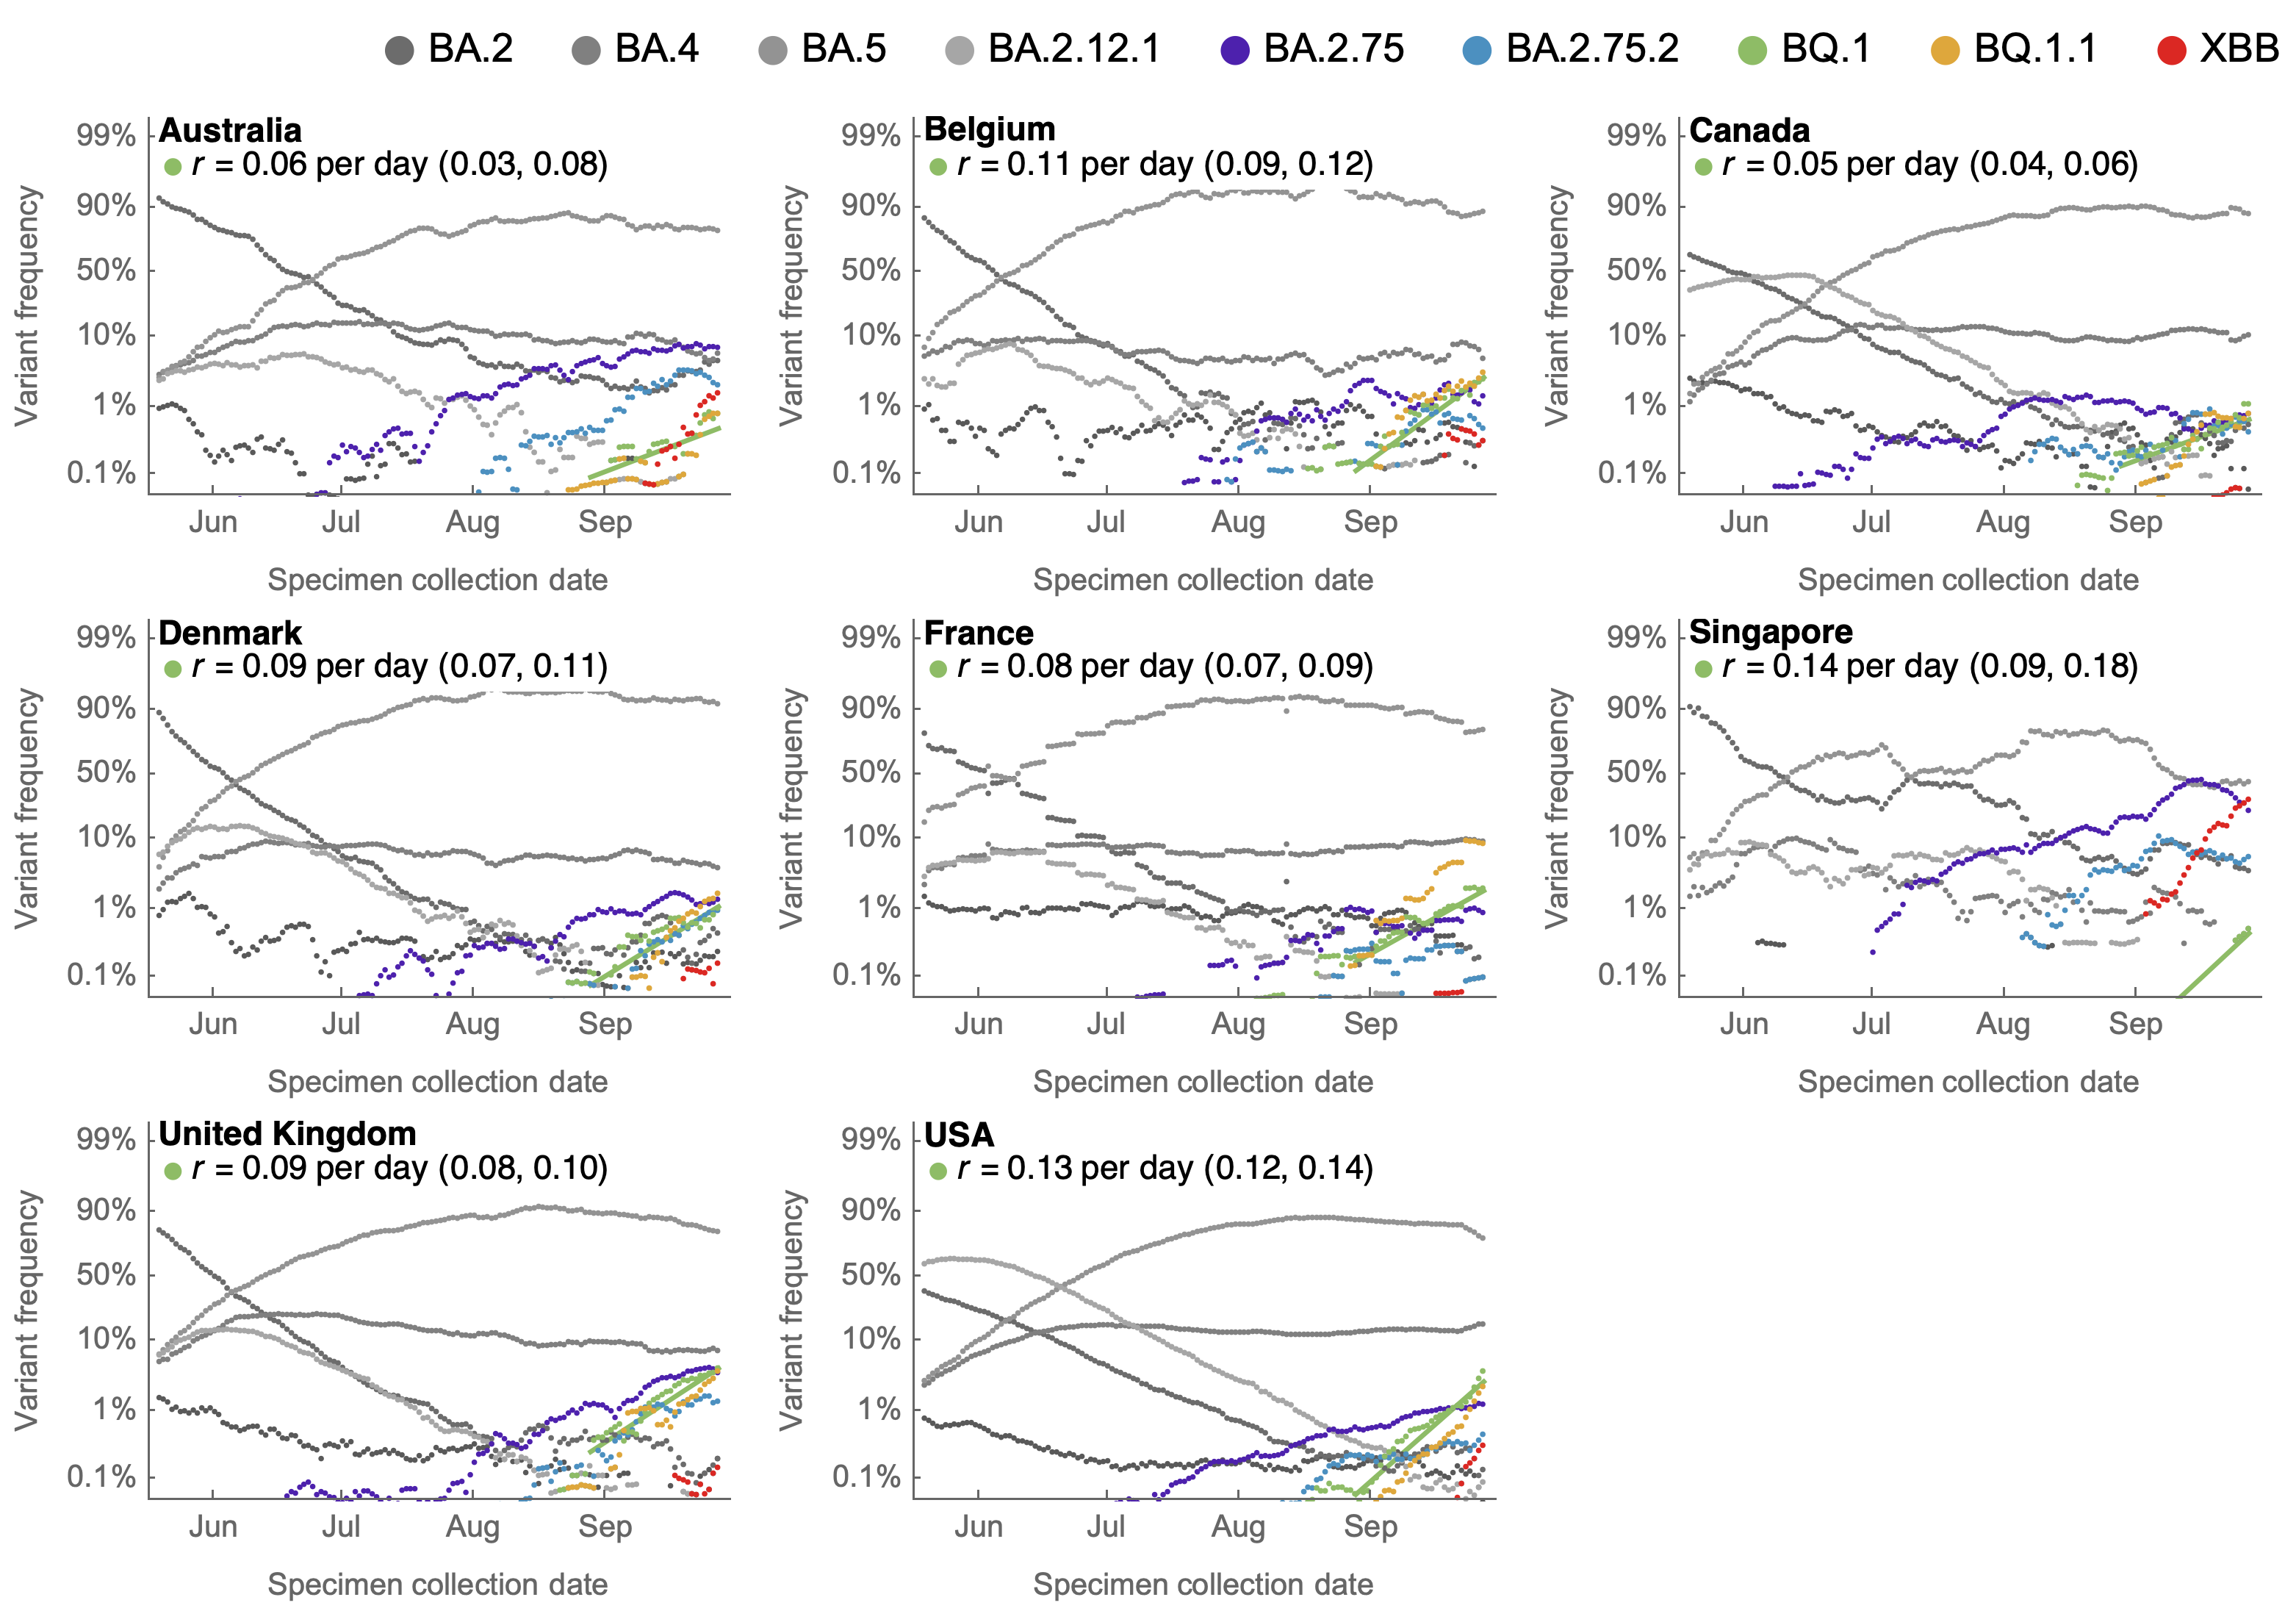 BA.2 BA.4 BA.5 BA.2.12.1 BA.2.75 BA.2.75.2 BQ.1 BQ.1.1 XBB
Australia
r = 0.06 per day (0.03, 0.08)
99%
90%
50%
10%
1%
0.1%
Variant frequency
Jun Jul Aug Sep
Specimen collection date
Belgium
r = 0.11 per day (0.09, 0.12)
99%
90%
50%
10%
1%
0.1%
Variant frequency
Jun Jul Aug Sep
Specimen collection date
Canada
r = 0.05 per day (0.04, 0.06)
99%
90%
50%
10%
1%
0.1%
Variant frequency
Jun Jul Aug Sep
Specimen collection date
Denmark
r = 0.09 per day (0.07, 0.11)
99%
90%
50%
10%
1%
0.1%
Variant frequency
Jun Jul Aug Sep
Specimen collection date
France
r = 0.08 per day (0.07, 0.09)
99%
90%
50%
10%
1%
0.1%
Variant frequency
Jun Jul Aug Sep
Specimen collection date
Singapore
r = 0.14 per day (0.09, 0.18)
99%
90%
50%
10%
1%
0.1%
Variant frequency
Jun Jul Aug Sep
Specimen collection date
United Kingdom
r = 0.09 per day (0.08, 0.10)
99%
90%
50%
10%
1%
0.1%
Variant frequency
Jun Jul Aug Sep
Specimen collection date
USA
r = 0.13 per day (0.12, 0.14)
99%
90%
50%
10%
1%
0.1%
Variant frequency
Jun Jul Aug Sep
Specimen collection date